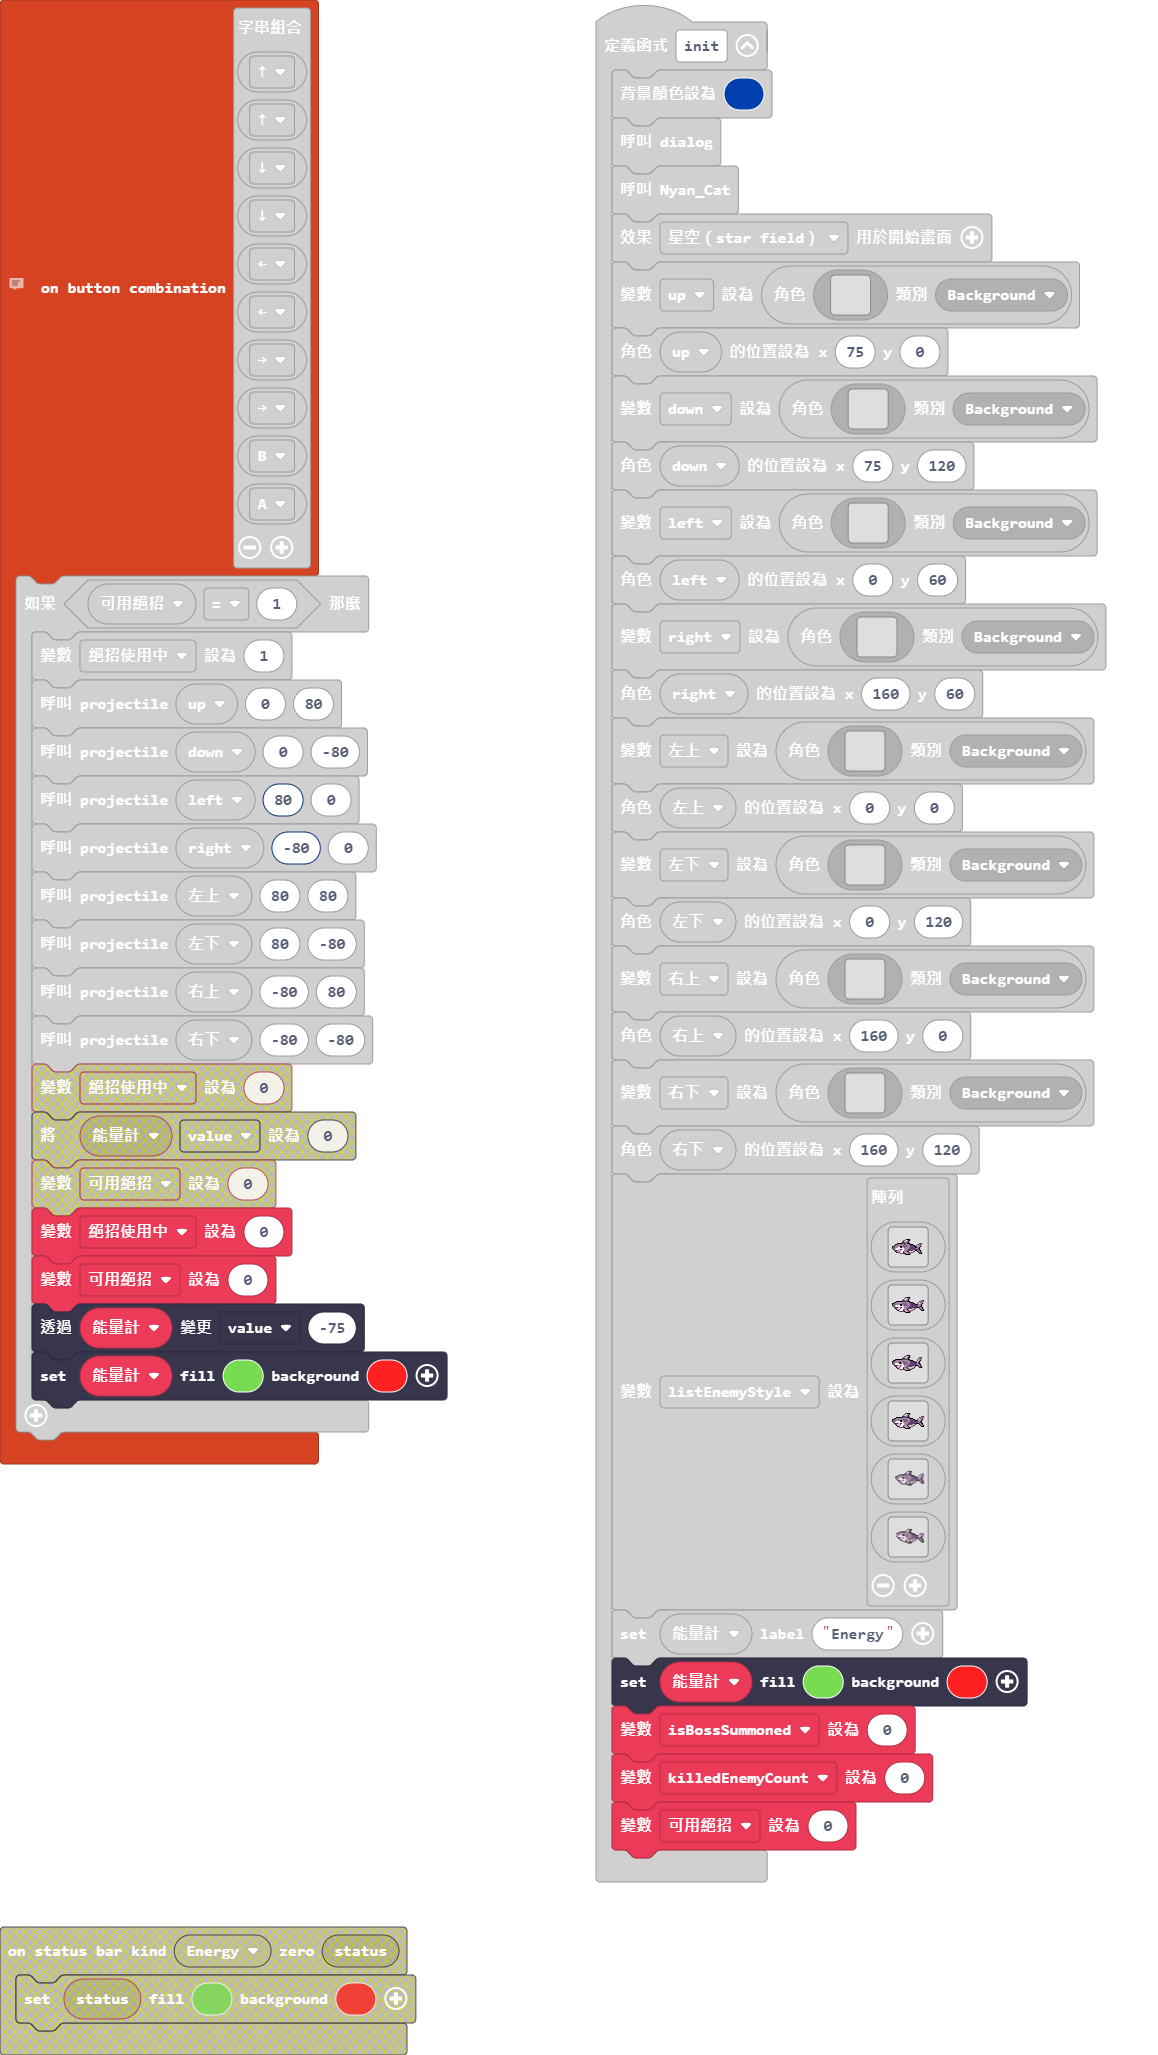 字串組合
↑
↑
↓
↓
←
←
→
→
B
A
on button combination
如果 可用絕招 = 1 那麼
變數 絕招使用中 設為 1
呼叫 projectile up 0 80
呼叫 projectile down 0 -80
呼叫 projectile left 80 0
呼叫 projectile right -80 0
呼叫 projectile 左上 80 80
呼叫 projectile 左下 80 -80
呼叫 projectile 右上 -80 80
呼叫 projectile 右下 -80 -80
變數 絕招使用中 設為 0
將 能量計 value 設為 0
變數 可用絕招 設為 0
變數 絕招使用中 設為 0
變數 可用絕招 設為 0
透過 能量計 變更 value -75
set 能量計 fill background
定義函式 init
背景顏色設為
呼叫 dialog
呼叫 Nyan_Cat
效果 星空 ( star field ) 用於開始畫面
變數 up 設為 角色 類別 Background
角色 up 的位置設為 x 75 y 0
變數 down 設為 角色 類別 Background
角色 down 的位置設為 x 75 y 120
變數 left 設為 角色 類別 Background
角色 left 的位置設為 x 0 y 60
變數 right 設為 角色 類別 Background
角色 right 的位置設為 x 160 y 60
變數 左上 設為 角色 類別 Background
角色 左上 的位置設為 x 0 y 0
變數 左下 設為 角色 類別 Background
角色 左下 的位置設為 x 0 y 120
變數 右上 設為 角色 類別 Background
角色 右上 的位置設為 x 160 y 0
變數 右下 設為 角色 類別 Background
角色 右下 的位置設為 x 160 y 120
陣列
變數 listEnemyStyle 設為
set 能量計 label "Energy"
set 能量計 fill background
變數 isBossSummoned 設為 0
變數 killedEnemyCount 設為 0
變數 可用絕招 設為 0
on status bar kind Energy zero status
set status fill background